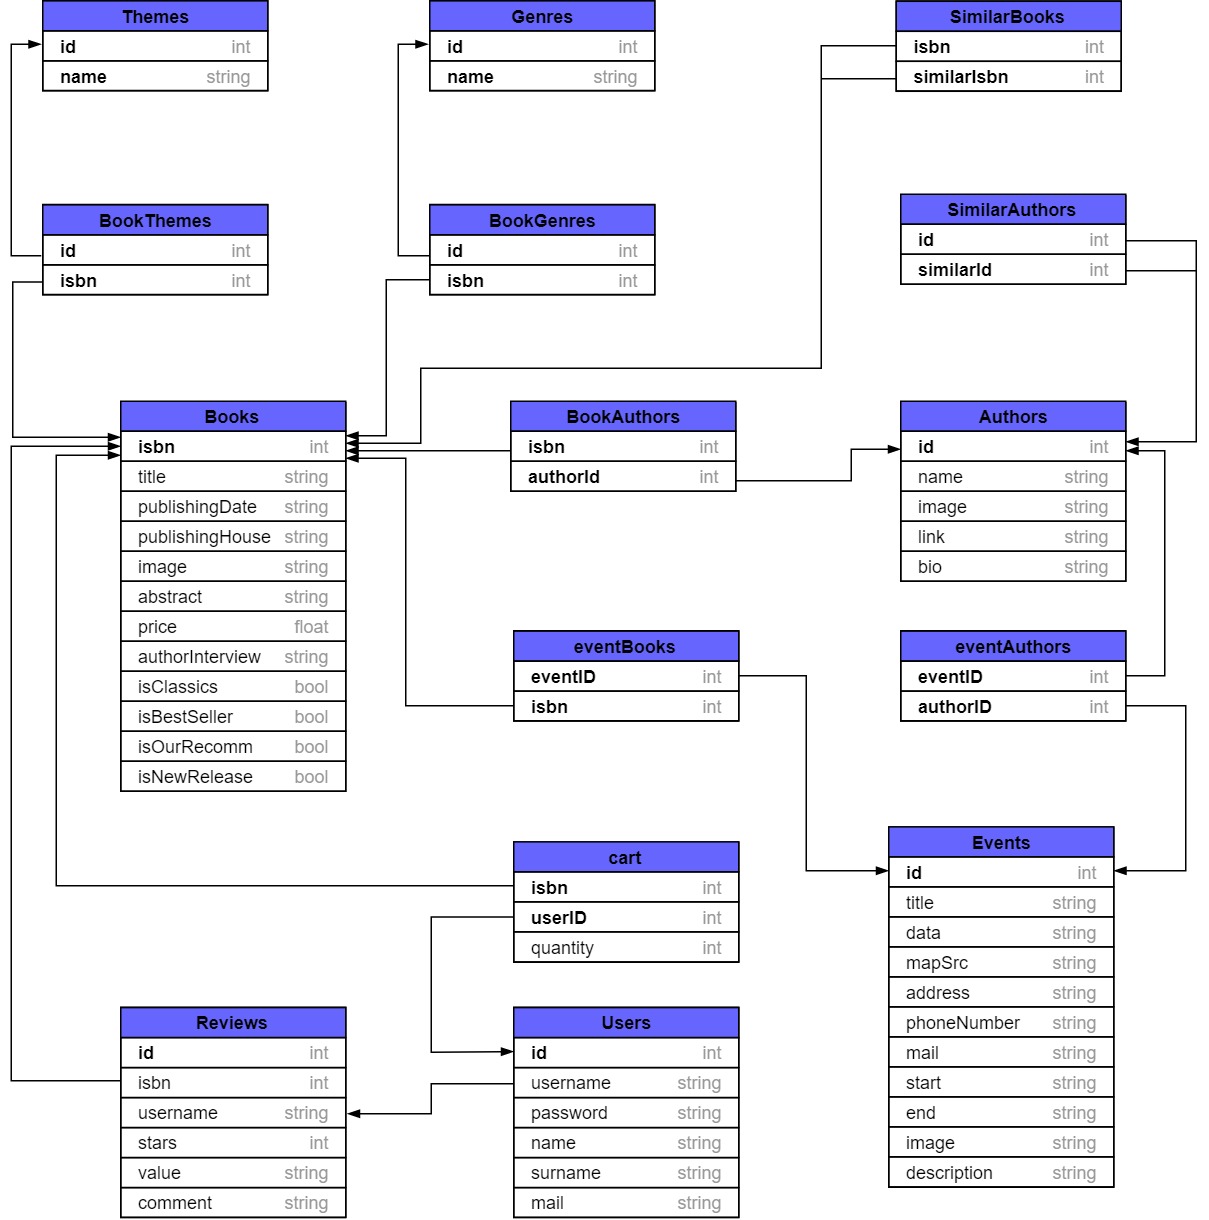 Themes
id int
name string
Genres
id int
name string
SimilarBooks
isbn int
similarIsbn int
BookThemes
id int
isbn int
BookGenres
id int
isbn int
SimilarAuthors
id int
similarId int
Books
isbn int
title string
publishingDate string
publishingHouse string
image string
abstract string
price float
authorInterview string
isClassics bool
isBestSeller bool
isOurRecomm bool
isNewRelease bool
BookAuthors
isbn int
authorId int
Authors
id int
name string
image string
link string
bio string
eventBooks
eventID int
isbn int
eventAuthors
eventID int
authorID int
cart
isbn int
userID int
quantity int
Events
id int
title string
data string
mapSrc string
address string
phoneNumber string
mail string
start string
end string
image string
description string
Reviews
id int
isbn int
username string
stars int
value string
comment string
Users
id int
username string
password string
name string
surname string
mail string